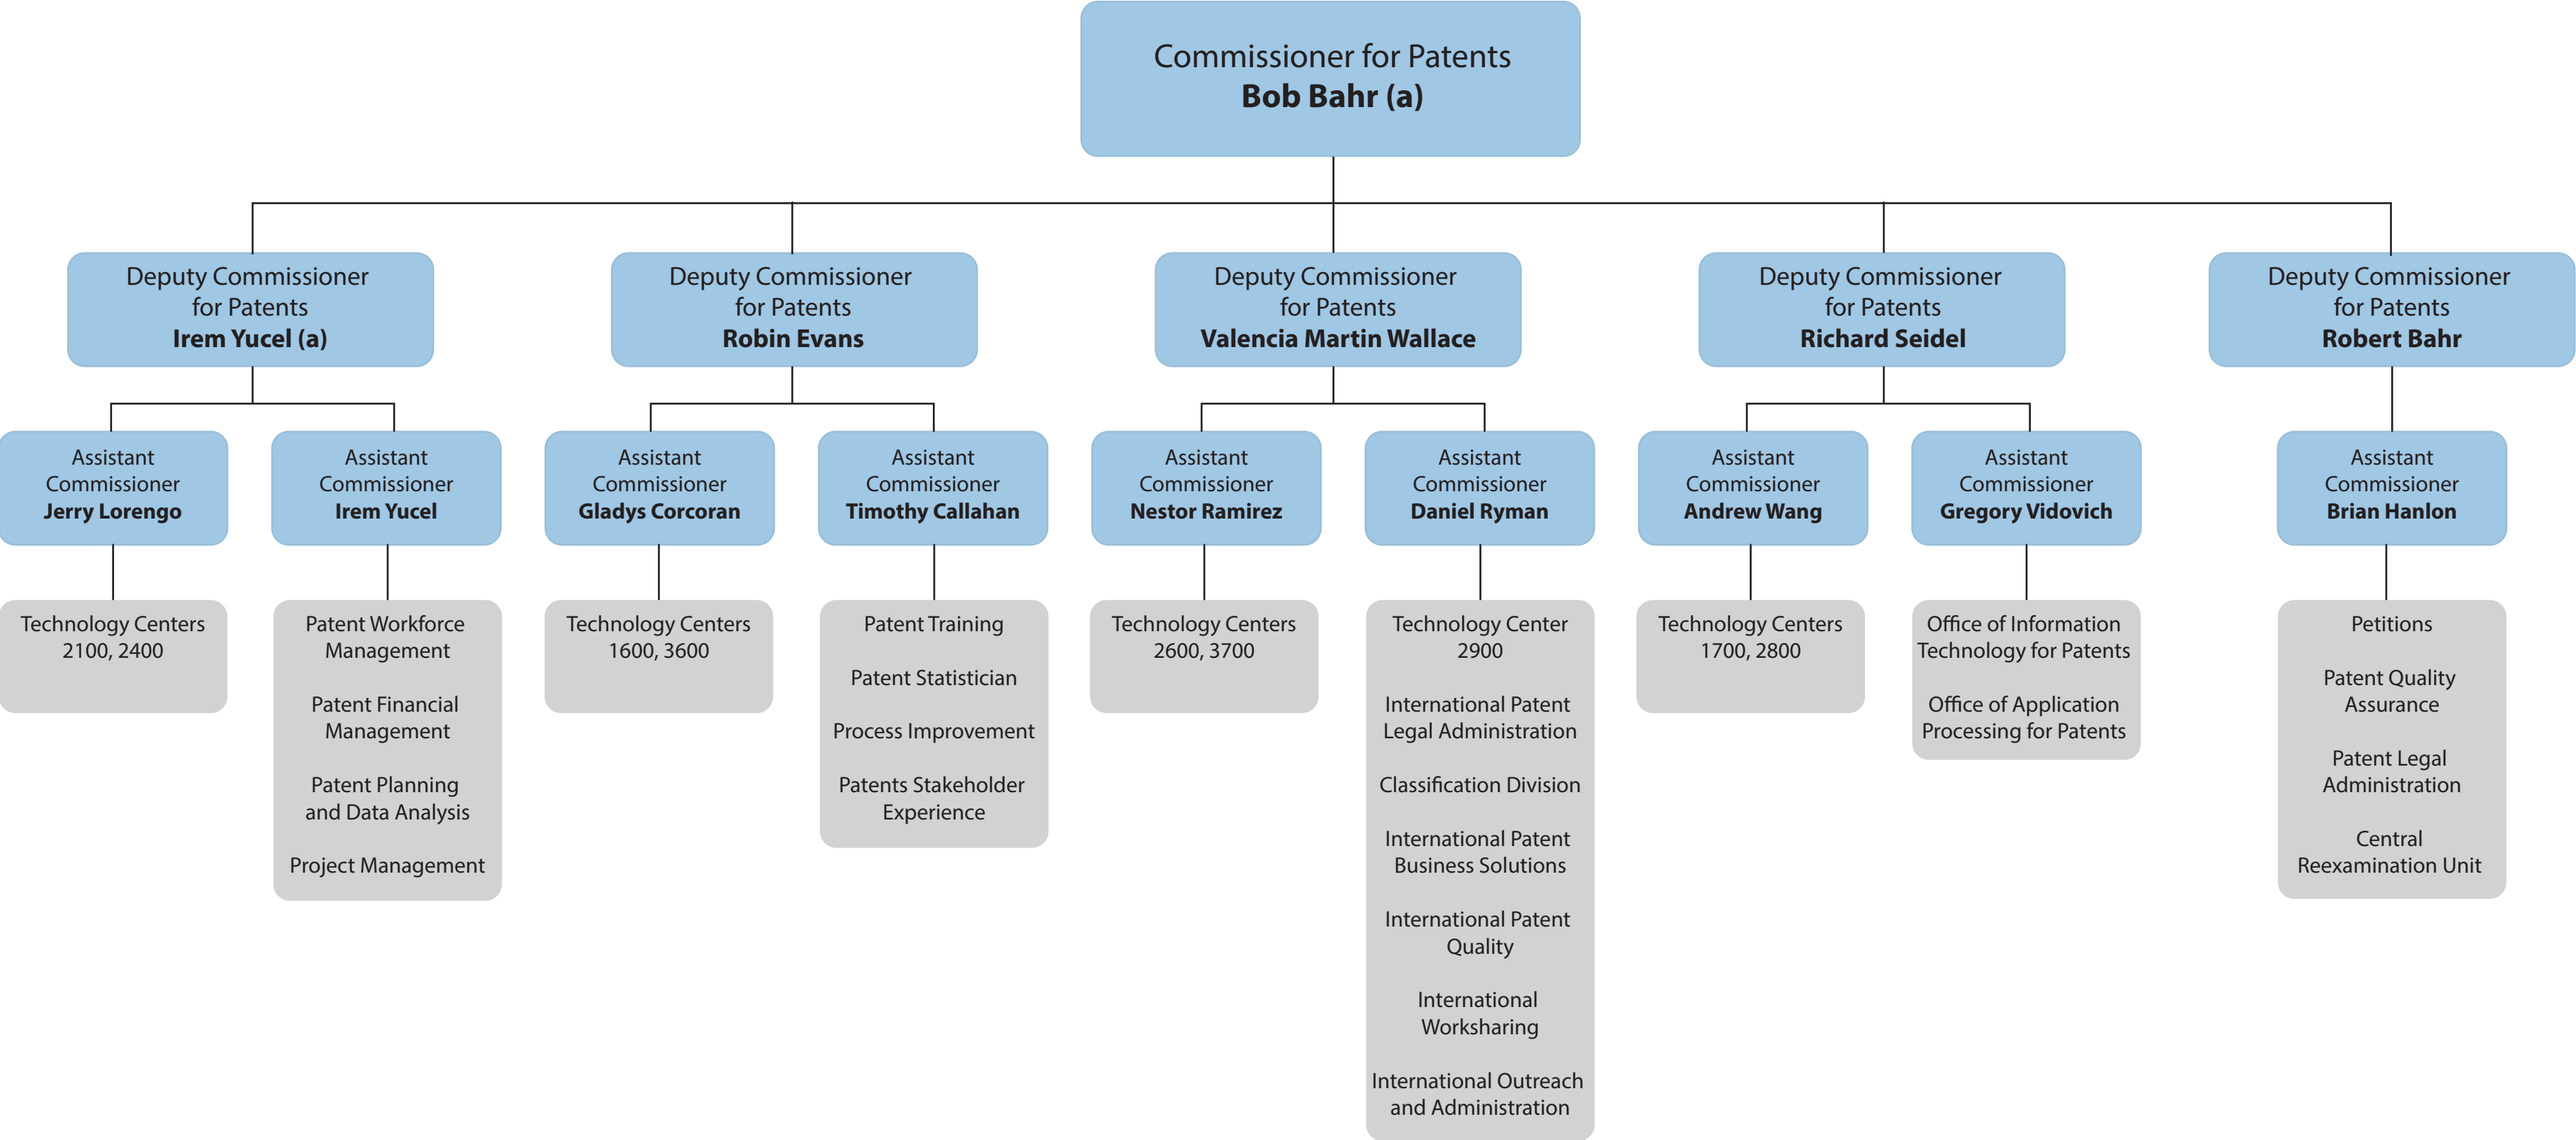 Commissioner for Patents
Bob Bahr (a)
Deputy Commissioner
for Patents
Irem Yucel (a)
Deputy Commissioner
for Patents
Robin Evans
Deputy Commissioner
for Patents
Valencia Martin Wallace
Deputy Commissioner
for Patents
Richard Seidel
Deputy Commissioner
for Patents
Robert Bahr
Assistant
Commissioner
Jerry Lorengo
Assistant
Commissioner
Irem Yucel
Assistant
Commissioner
Gladys Corcoran
Assistant
Commissioner
Timothy Callahan
Assistant
Commissioner
Nestor Ramirez
Assistant
Commissioner
Daniel Ryman
Assistant
Commissioner
Andrew Wang
Assistant
Commissioner
Gregory Vidovich
Assistant
Commissioner
Brian Hanlon
Technology Centers
2100, 2400
Patent Workforce
Management
Patent Financial
Management
Patent Planning
and Data Analysis
Project Management
Technology Centers
1600, 3600
Patent Training
Patent Statistician
Process Improvement
Patents Stakeholder
Experience
Technology Centers
2600, 3700
Technology Center
2900
International Patent
Legal Administration
Classification Division
International Patent
Business Solutions
International Patent
Quality
International
Worksharing
International Outreach
and Administration
Technology Centers
1700, 2800
Office of Information
Technology for Patents
Office of Application
Processing for Patents
Petitions
Patent Quality
Assurance
Patent Legal
Administration
Central
Reexamination Unit